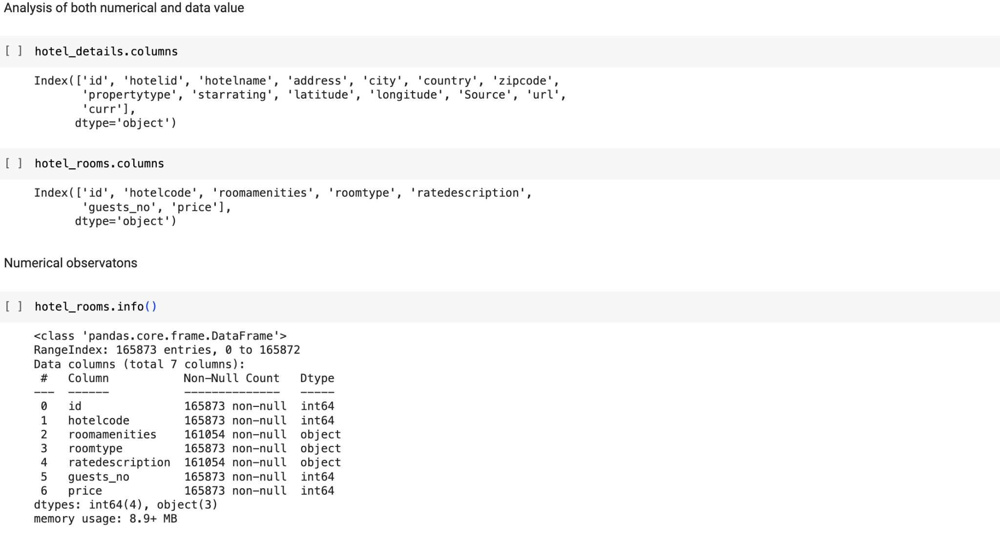 Analysis of both numerical and data value
[ ] hotel_details.columns
Index(['id', 'hotelid', 'hotelname', 'address', 'city', 'country', 'zipcode',
'propertytype', 'starrating', 'latitude', 'longitude', 'Source', 'url',
'curr'],
dtype='object')
[ ] hotel_rooms.columns
Index(['id', 'hotelcode', 'roomamenities', 'roomtype', 'ratedescription',
'guests_no', 'price'],
dtype='object')
Numerical observatons
[ ] hotel_rooms.info()
<class 'pandas.core.frame.DataFrame'>
RangeIndex: 165873 entries, 0 to 165872
Data columns (total 7 columns):
#   Column           Non-Null Count   Dtype
---  ------           --------------   -----
0   id               165873 non-null  int64
1   hotelcode        165873 non-null  int64
2   roomamenities    161054 non-null  object
3   roomtype         165873 non-null  object
4   ratedescription  161054 non-null  object
5   guests_no        165873 non-null  int64
6   price            165873 non-null  int64
dtypes: int64(4), object(3)
memory usage: 8.9+ MB